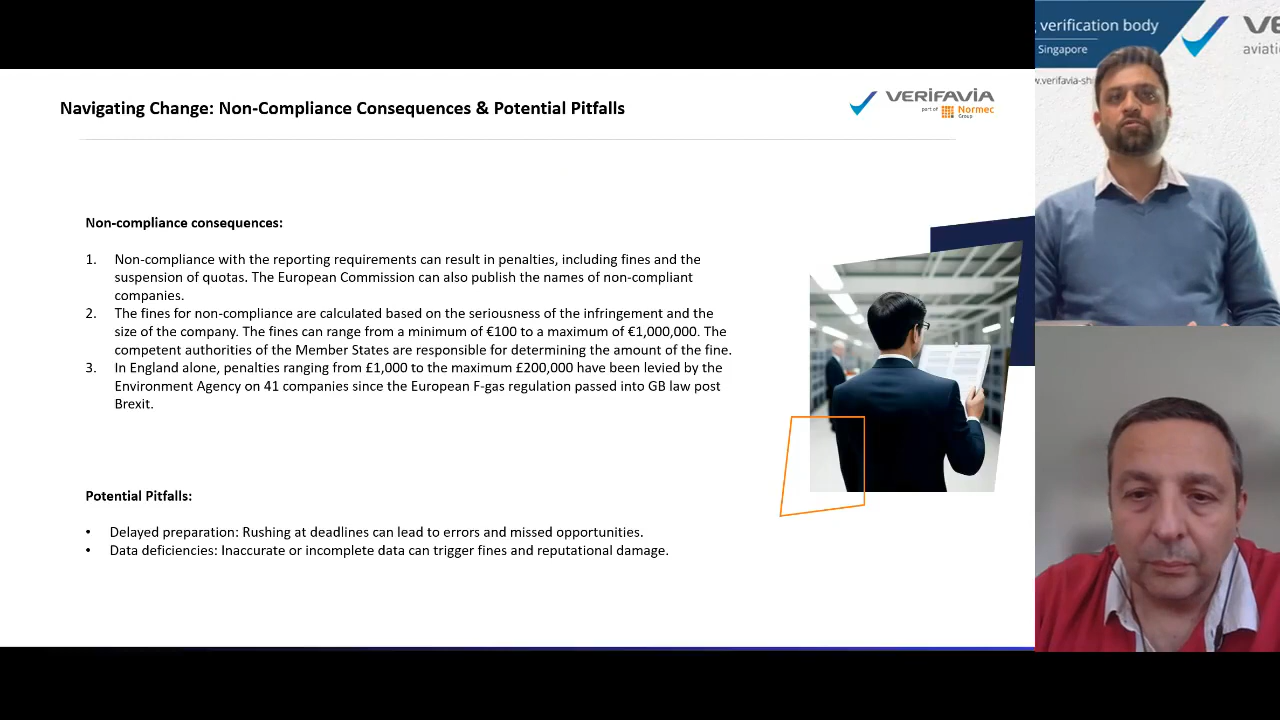 verification body
Singapore
w.verifavia-sh
VE
aviati
Navigating Change: Non-Compliance Consequences & Potential Pitfalls
VERIFAVIA
part of Normec
Group
Non-compliance consequences:
1. Non-compliance with the reporting requirements can result in penalties, including fines and the
suspension of quotas. The European Commission can also publish the names of non-compliant
companies.
2. The fines for non-compliance are calculated based on the seriousness of the infringement and the
size of the company. The fines can range from a minimum of €100 to a maximum of €1,000,000. The
competent authorities of the Member States are responsible for determining the amount of the fine.
3. In England alone, penalties ranging from £1,000 to the maximum £200,000 have been levied by the
Environment Agency on 41 companies since the European F-gas regulation passed into GB law post
Brexit.
Potential Pitfalls:
• Delayed preparation: Rushing at deadlines can lead to errors and missed opportunities.
• Data deficiencies: Inaccurate or incomplete data can trigger fines and reputational damage.